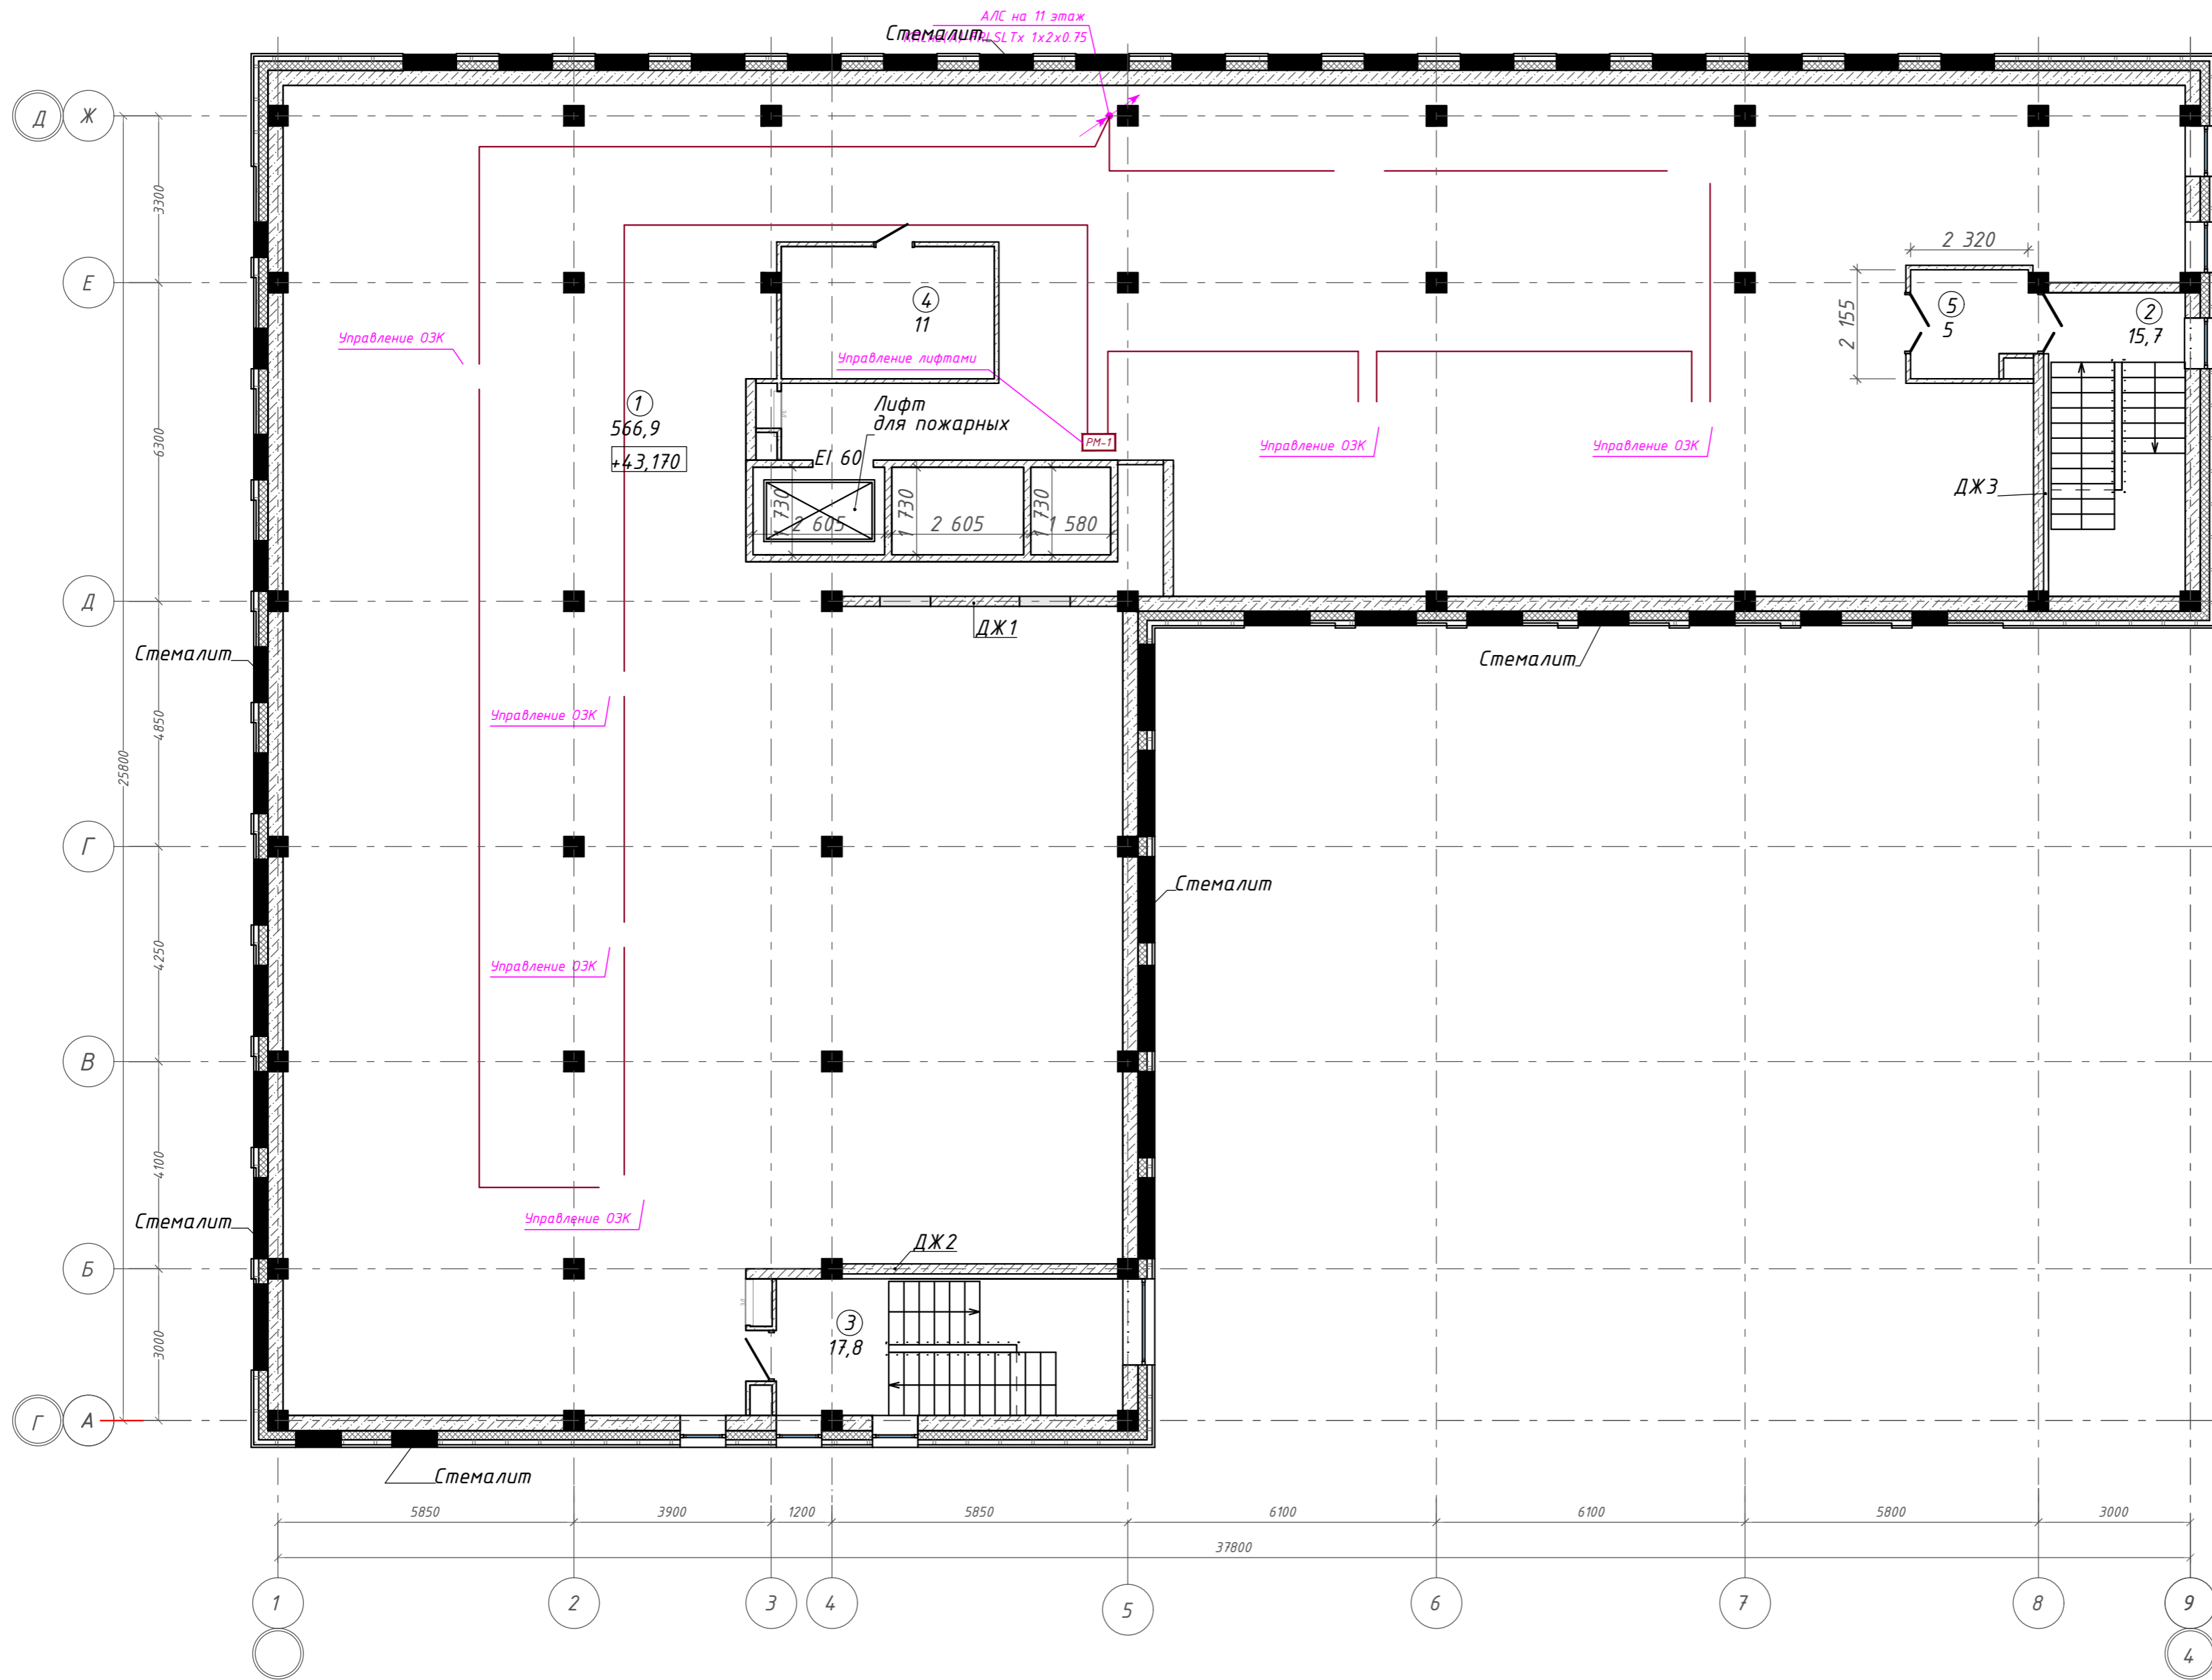 АЛС на 11 этаж
Стемалит
1х2х0.75
Д
Ж
3300
Е
2 320
4
11
5
5
2 155
2
15,7
Управление ОЗК
Управление лифтами
1
566,9
+43,170
Лифт
для пожарных
РМ-1
Управление ОЗК
Управление ОЗК
EI 60
6300
ДЖ3
1 730
2 605
1 730
2 605
1 730
1 580
Д
ДЖ1
Стемалит
Стемалит
Управление ОЗК
4850
25800
Г
Стемалит
Управление ОЗК
4250
В
4100
Стемалит
Управление ОЗК
ДЖ2
Б
3
17,8
3000
Г
А
Стемалит
5850
3900
1200
5850
6100
6100
5800
3000
37800
1
2
3
4
5
6
7
8
9
4